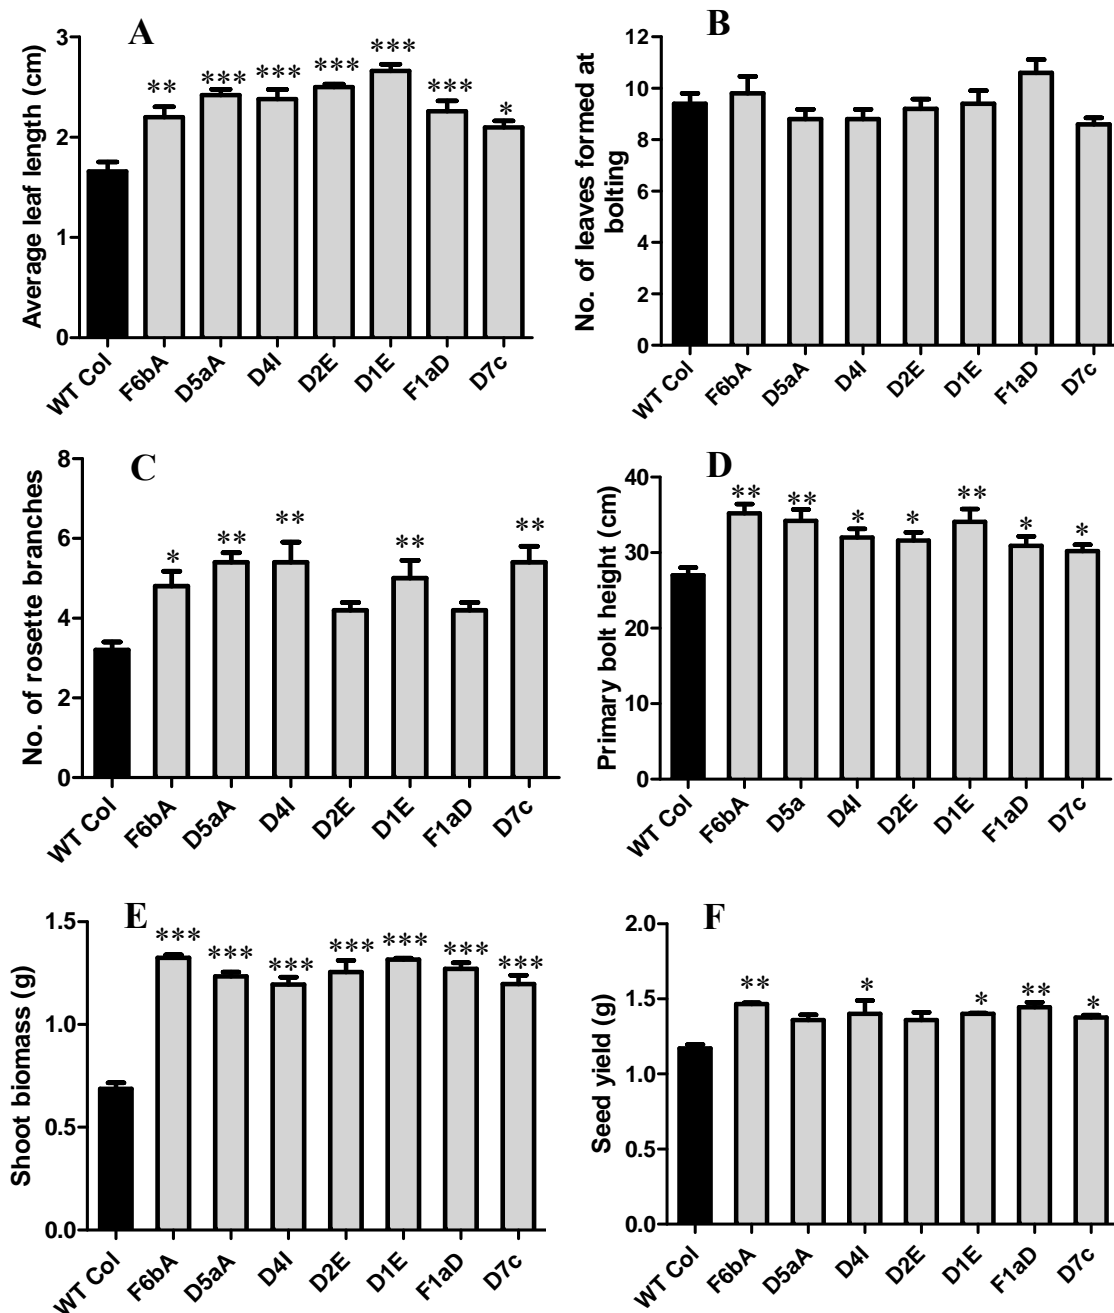 A
Average leaf length (cm)
3
2
1
0
** *** *** *** *** *** *
WT Col F6bA D5aA D4I D2E D1E F1aD D7c
B
No. of leaves formed at
bolting
12
10
8
6
4
2
0
WT Col F6bA D5aA D4I D2E D1E F1aD D7c
C
No. of rosette branches
8
6
4
2
0
* ** ** ** **
WT Col F6bA D5aA D4I D2E D1E F1aD D7c
D
Primary bolt height (cm)
40
30
20
10
0
** ** * * ** * *
WT Col F6bA D5a D4I D2E D1E F1aD D7c
E
Shoot biomass (g)
1.5
1.0
0.5
0.0
*** *** *** *** *** *** ***
WT Col F6bA D5aA D4I D2E D1E F1aD D7c
F
Seed yield (g)
2.0
1.5
1.0
0.5
0.0
** * * ** *
WT Col F6bA D5aA D4I D2E D1E F1aD D7c